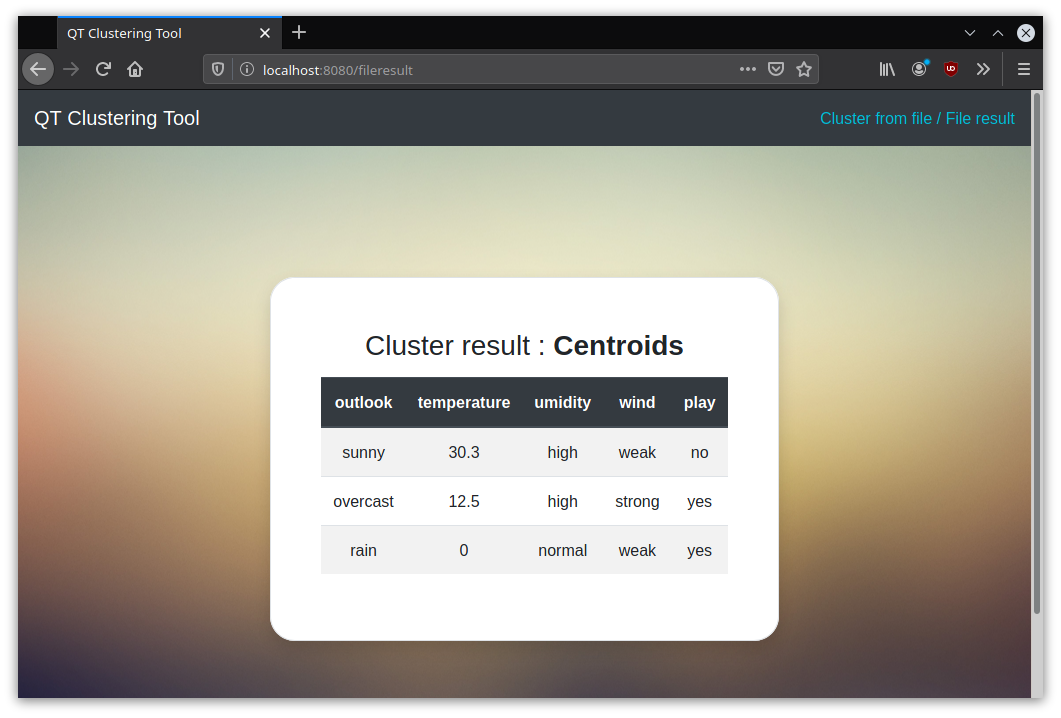 QT Clustering Tool
localhost:8080/fileresult
QT Clustering Tool
Cluster from file / File result
Cluster result : Centroids
outlook temperature umidity wind play
sunny 30.3 high weak no
overcast 12.5 high strong yes
rain 0 normal weak yes